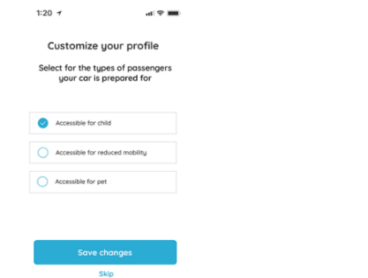 1:20
Customize your profile
Select for the types of passengers
your car is prepared for
Accessible for child
Accessible for reduced mobility
Accessible for pet
Save changes
Skip